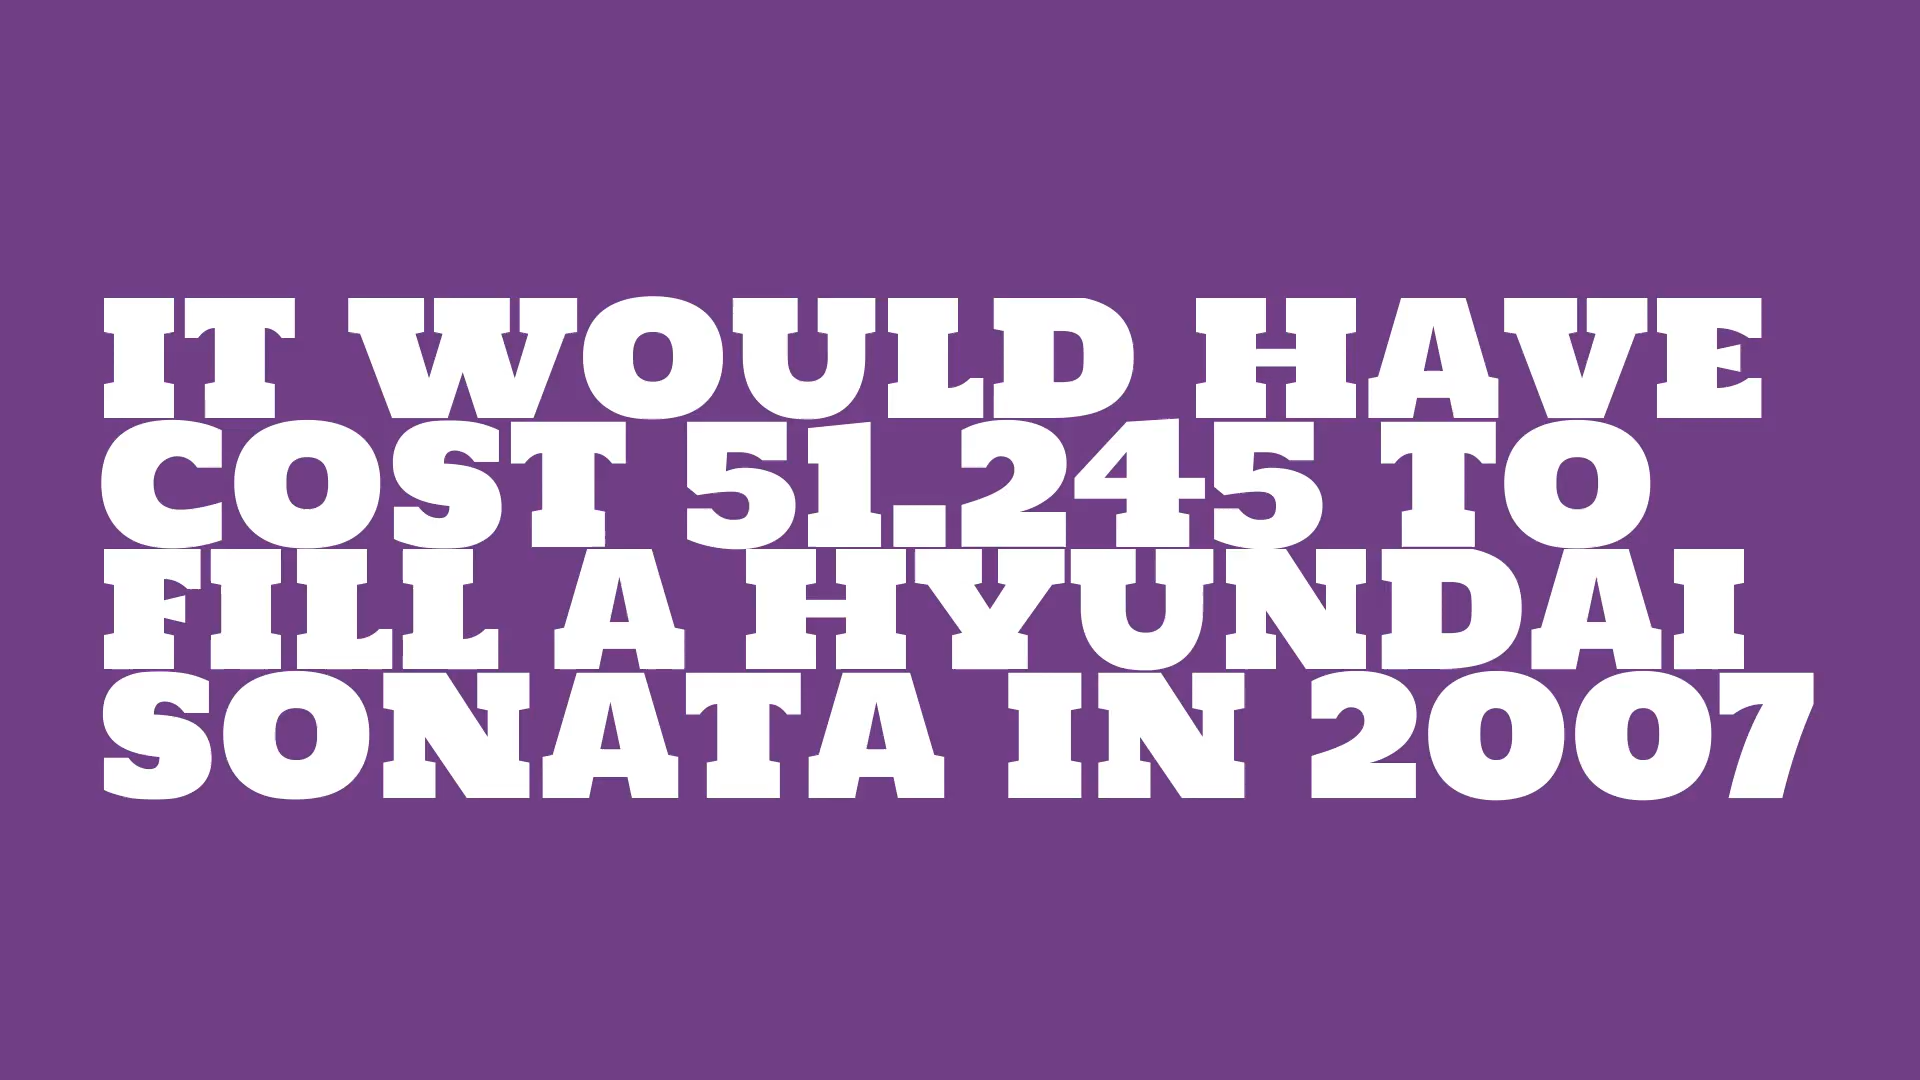 IT WOULD HAVE
COST 51.245 TO
FILL A HYUNDAI
SONATA IN 2007